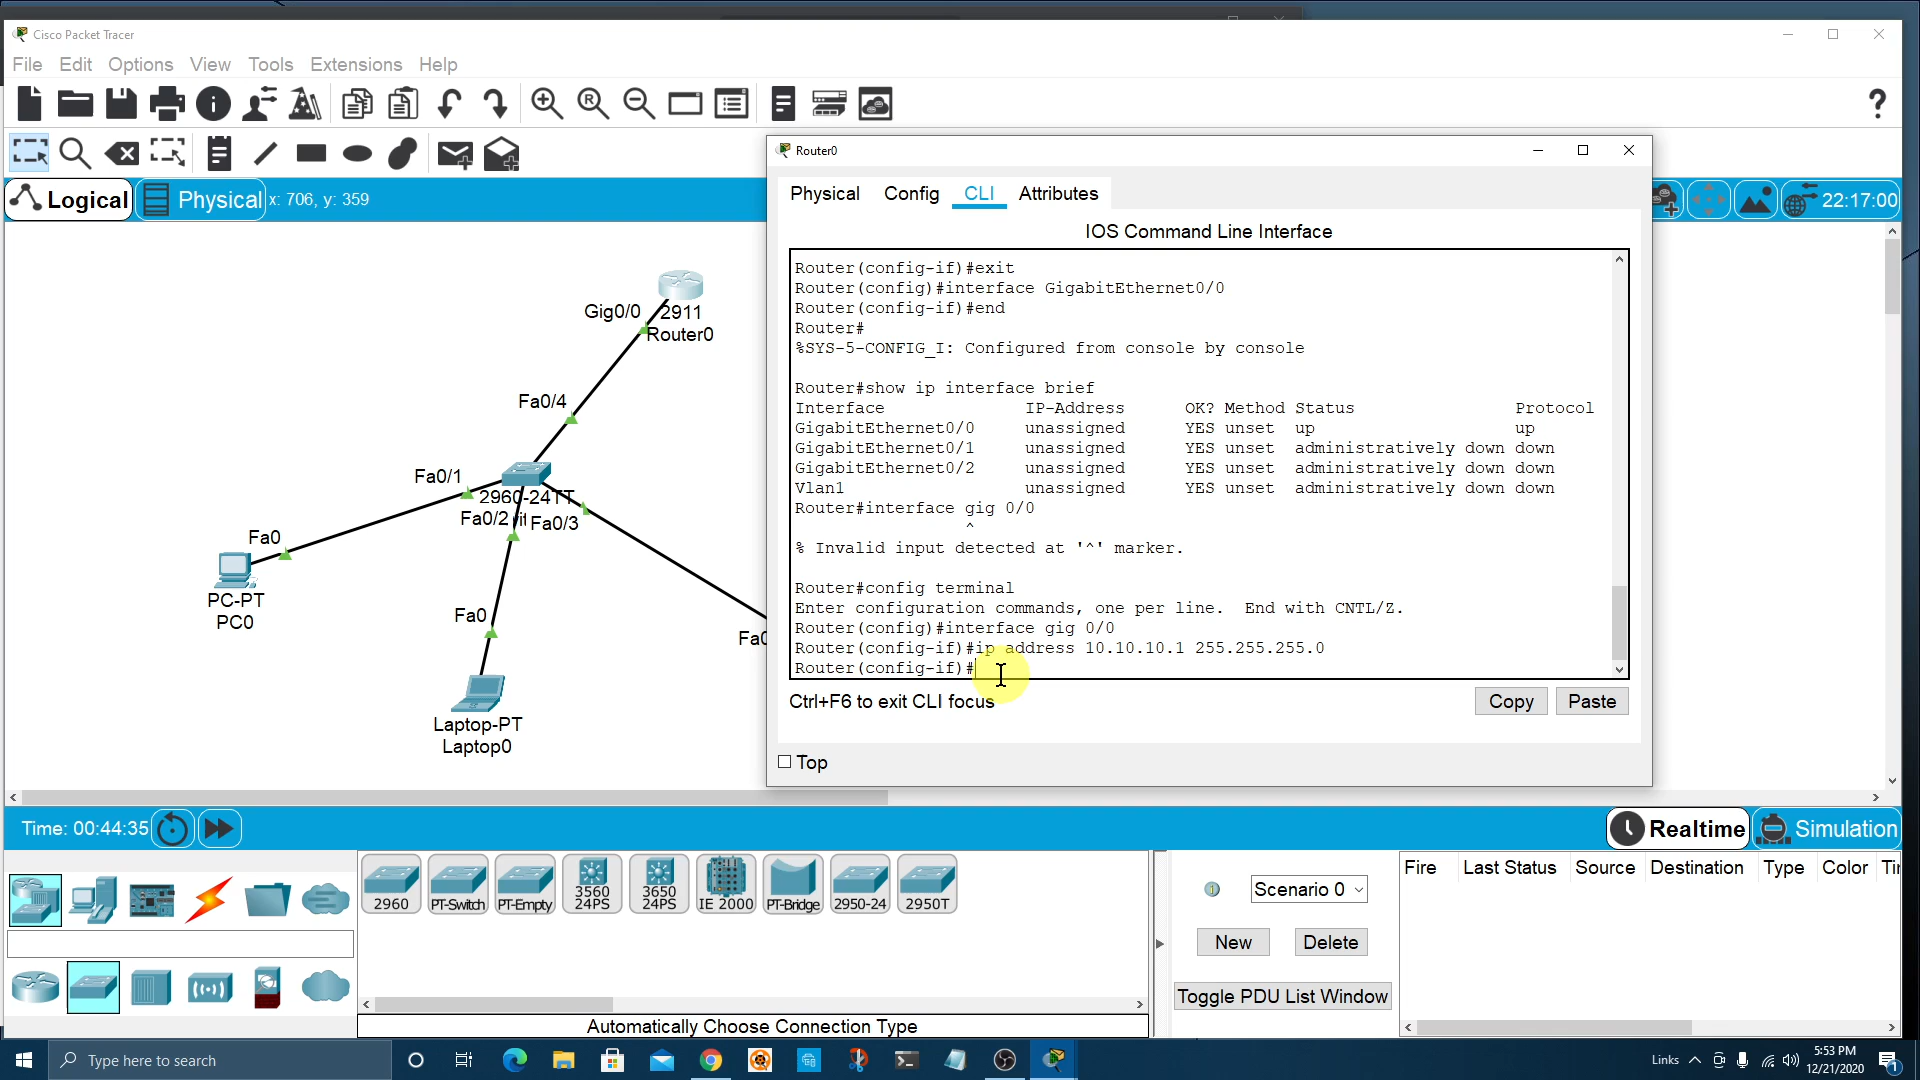 Cisco Packet Tracer
File Edit Options View Tools Extensions Help
Logical Physical x: 706, y: 359
22:17:00
Gig0/0
2911
Router0
Fa0/4
Fa0/1
2960-24TT
Fa0/2
Fa0/3
Fa0
PC-PT
PC0
Fa0
Laptop-PT
Laptop0
Router0
Physical Config CLI Attributes
IOS Command Line Interface
Router(config-if)#exit
Router(config)#interface GigabitEthernet0/0
Router(config-if)#end
Router#
%SYS-5-CONFIG_I: Configured from console by console
Router#show ip interface brief
Interface IP-Address OK? Method Status Protocol
GigabitEthernet0/0 unassigned YES unset up up
GigabitEthernet0/1 unassigned YES unset administratively down down
GigabitEthernet0/2 unassigned YES unset administratively down down
Vlan1 unassigned YES unset administratively down down
Router#interface gig 0/0
^
% Invalid input detected at '^' marker.
Router#config terminal
Enter configuration commands, one per line. End with CNTL/Z.
Router(config)#interface gig 0/0
Router(config-if)#ip address 10.10.10.1 255.255.255.0
Router(config-if)#
Ctrl+F6 to exit CLI focus
Copy Paste
Top
Time: 00:44:35
Realtime Simulation
2960
PT-Switch
PT-Empty
3560
24PS
3650
24PS
IE 2000
PT-Bridge
2950-24
2950T
Automatically Choose Connection Type
Scenario 0
New Delete
Toggle PDU List Window
Fire Last Status Source Destination Type Color
Type here to search
Links
5:53 PM
12/21/2020
1